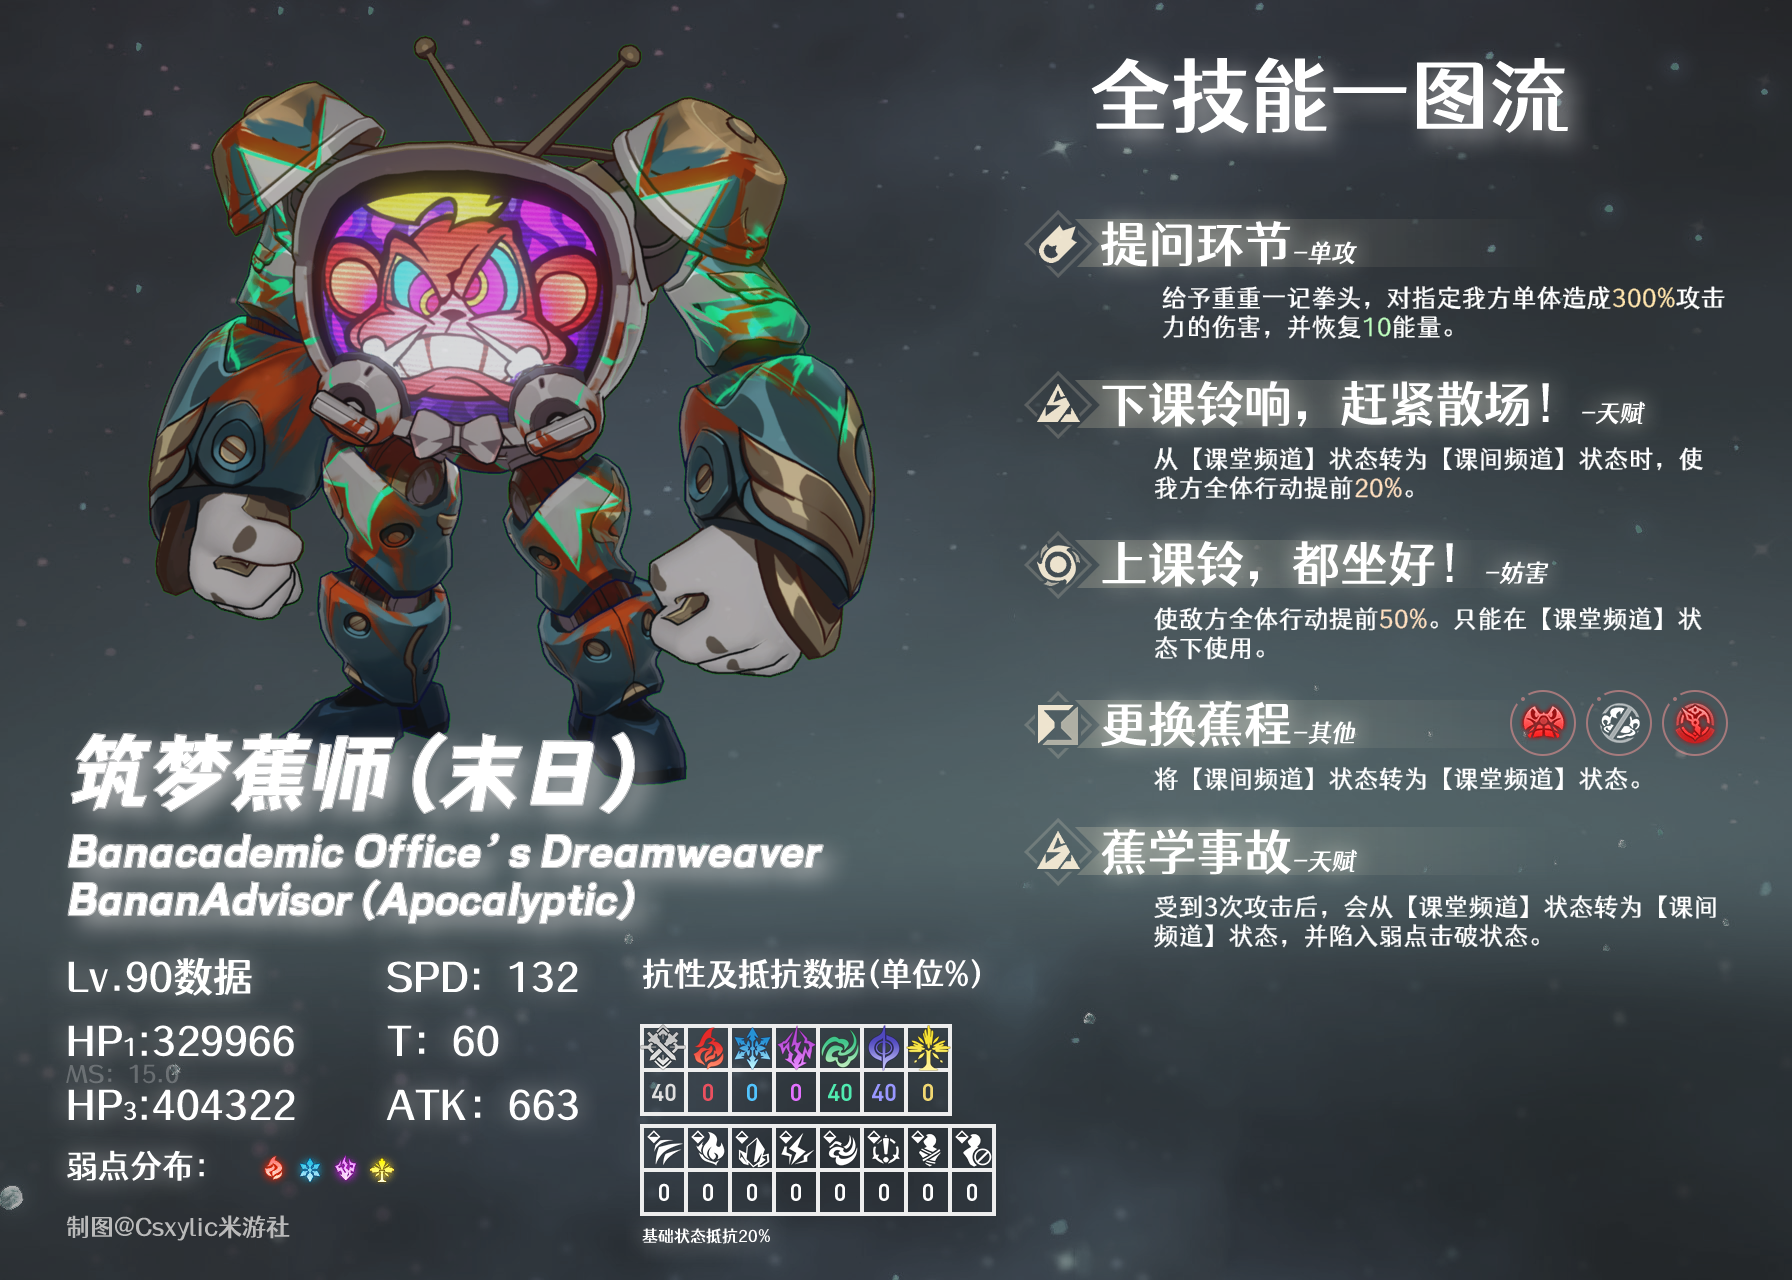 全技能一图流
提问环节-单攻
给予重重一记拳头，对指定我方单体造成300%攻击
力的伤害，并恢复10能量。
下课铃响，赶紧散场！-天赋
从【课堂频道】状态转为【课间频道】状态时，使
我方全体行动提前20%。
上课铃，都坐好！-妨害
使敌方全体行动提前50%。只能在【课堂频道】状
态下使用。
更换蕉程-其他
将【课间频道】状态转为【课堂频道】状态。
蕉学事故-天赋
受到3次攻击后，会从【课堂频道】状态转为【课间
频道】状态，并陷入弱点击破状态。
筑梦蕉师（末日）
Banacademic Office's Dreamweaver
BananAdvisor (Apocalyptic)
Lv.90数据
SPD: 132
HP1:329966
T: 60
MS: 15.0
HP3:404322
ATK: 663
弱点分布：
制图@Csxylic米游社
抗性及抵抗数据(单位%)
40 0 0 0 40 40 0
0 0 0 0 0 0 0 0
基础状态抵抗20%